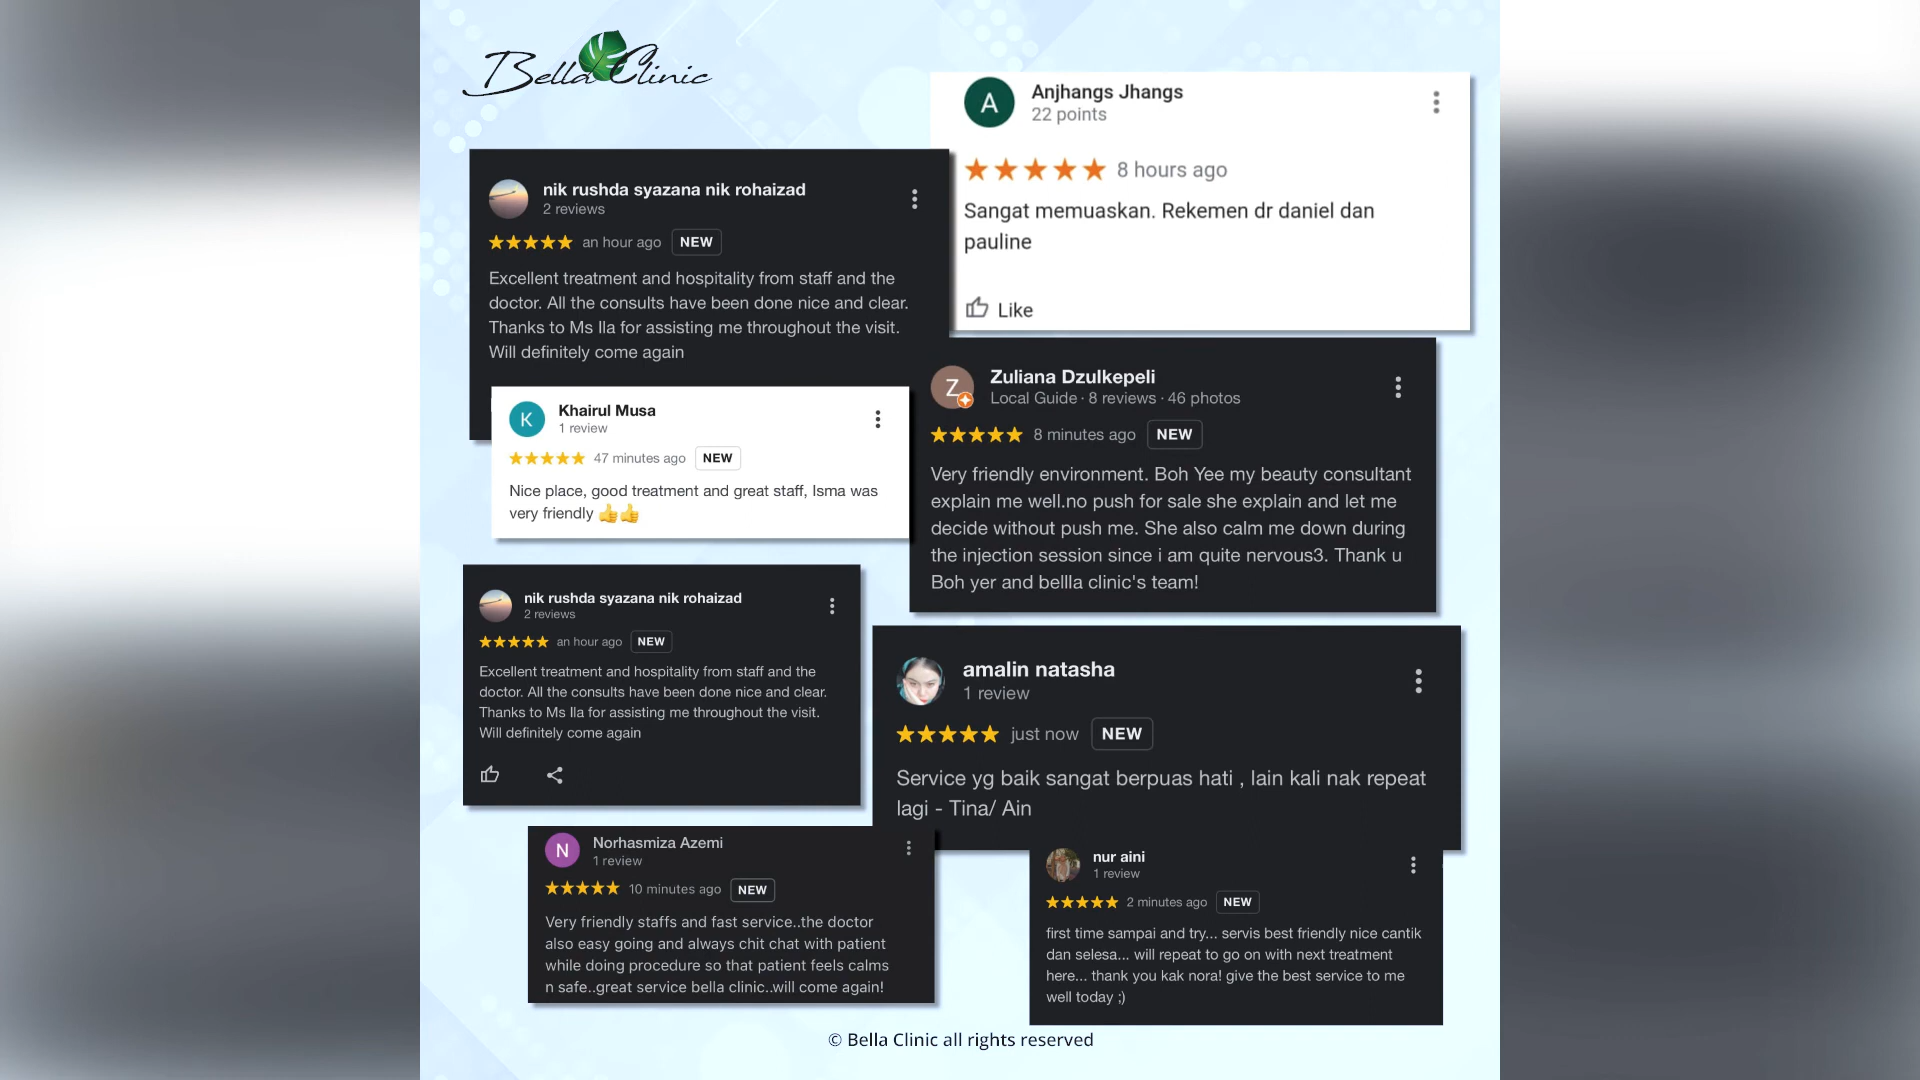 Bella Clinic
Anjhangs Jhangs
22 points
8 hours ago
Sangat memuaskan. Rekemen dr daniel dan
pauline
Like
nik rushda syazana nik rohaizad
2 reviews
an hour ago NEW
Excellent treatment and hospitality from staff and the
doctor. All the consults have been done nice and clear.
Thanks to Ms Ila for assisting me throughout the visit.
Will definitely come again
Khairul Musa
1 review
47 minutes ago NEW
Nice place, good treatment and great staff, Isma was
very friendly 👍👍
Zuliana Dzulkepeli
Local Guide · 8 reviews · 46 photos
8 minutes ago NEW
Very friendly environment. Boh Yee my beauty consultant
explain me well.no push for sale she explain and let me
decide without push me. She also calm me down during
the injection session since i am quite nervous3. Thank u
Boh yer and bellla clinic's team!
nik rushda syazana nik rohaizad
2 reviews
an hour ago NEW
Excellent treatment and hospitality from staff and the
doctor. All the consults have been done nice and clear.
Thanks to Ms Ila for assisting me throughout the visit.
Will definitely come again
amalin natasha
1 review
just now NEW
Service yg baik sangat berpuas hati , lain kali nak repeat
lagi - Tina/ Ain
Norhasmiza Azemi
1 review
10 minutes ago NEW
Very friendly staffs and fast service..the doctor
also easy going and always chit chat with patient
while doing procedure so that patient feels calms
n safe..great service bella clinic..will come again!
nur aini
1 review
2 minutes ago NEW
first time sampai and try... servis best friendly nice cantik
dan selesa... will repeat to go on with next treatment
here... thank you kak nora! give the best service to me
well today ;)
© Bella Clinic all rights reserved
A
K
Z
N